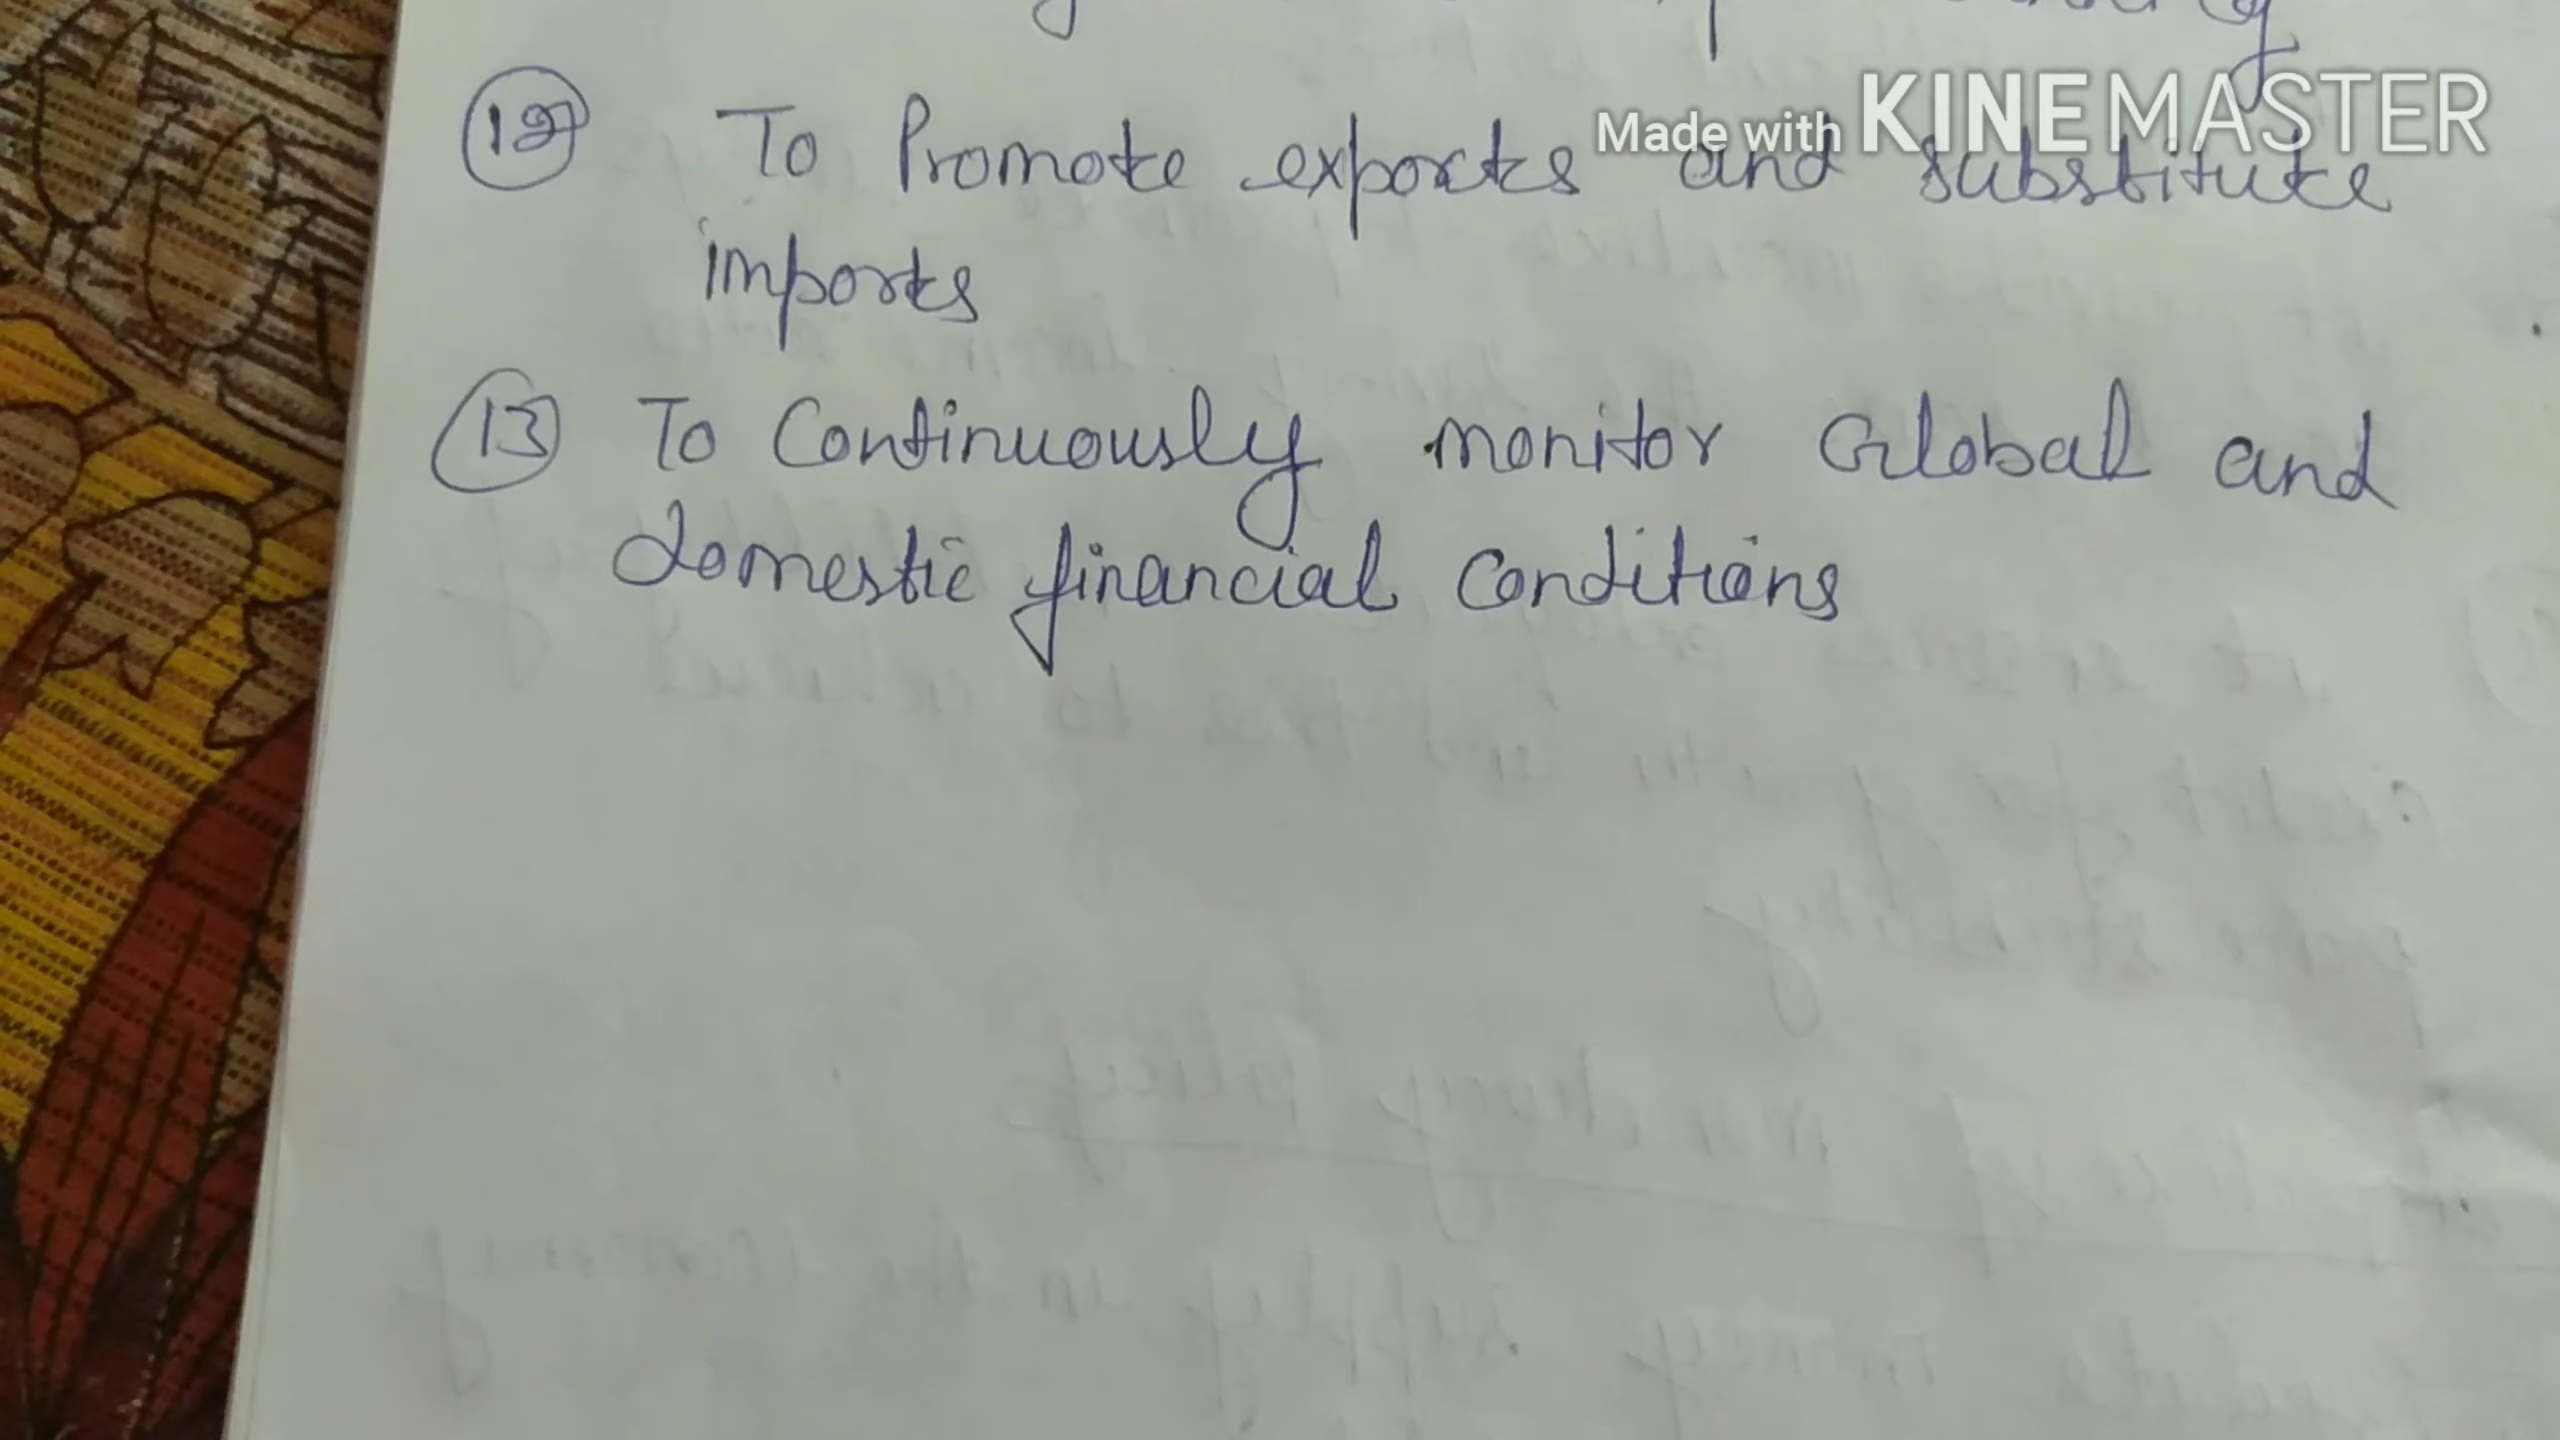 Made with KINEMASTER
12 To Promote exports and substitute
imports
13 To Continuously monitor Global and
domestic financial conditions